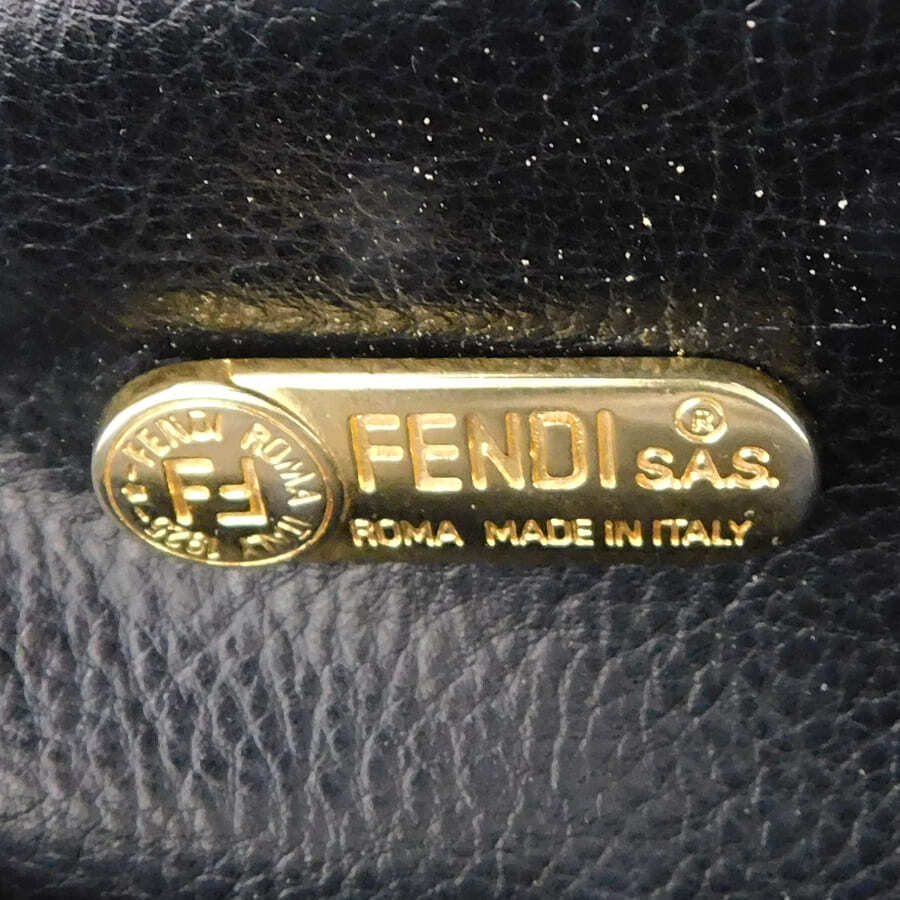 FENDI ROMA
FF
1925
FENDI ® S.A.S.
ROMA MADE IN ITALY